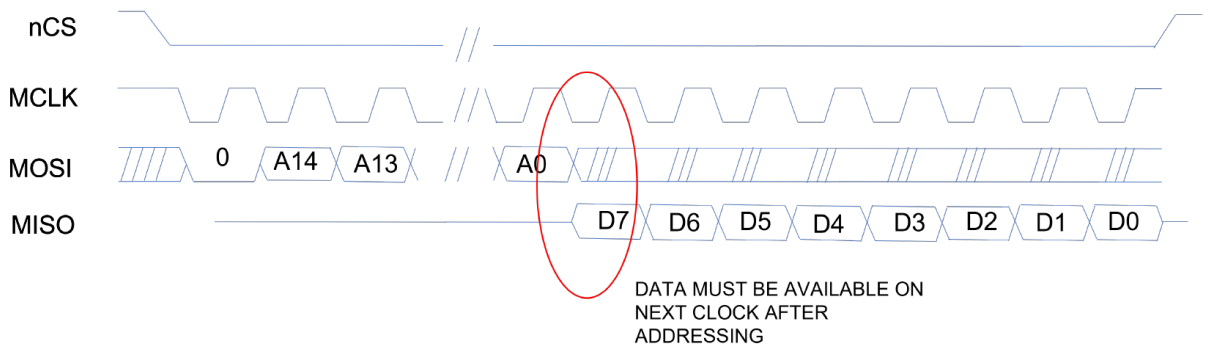 nCS
MCLK
MOSI 0 A14 A13 A0
MISO D7 D6 D5 D4 D3 D2 D1 D0
DATA MUST BE AVAILABLE ON
NEXT CLOCK AFTER
ADDRESSING